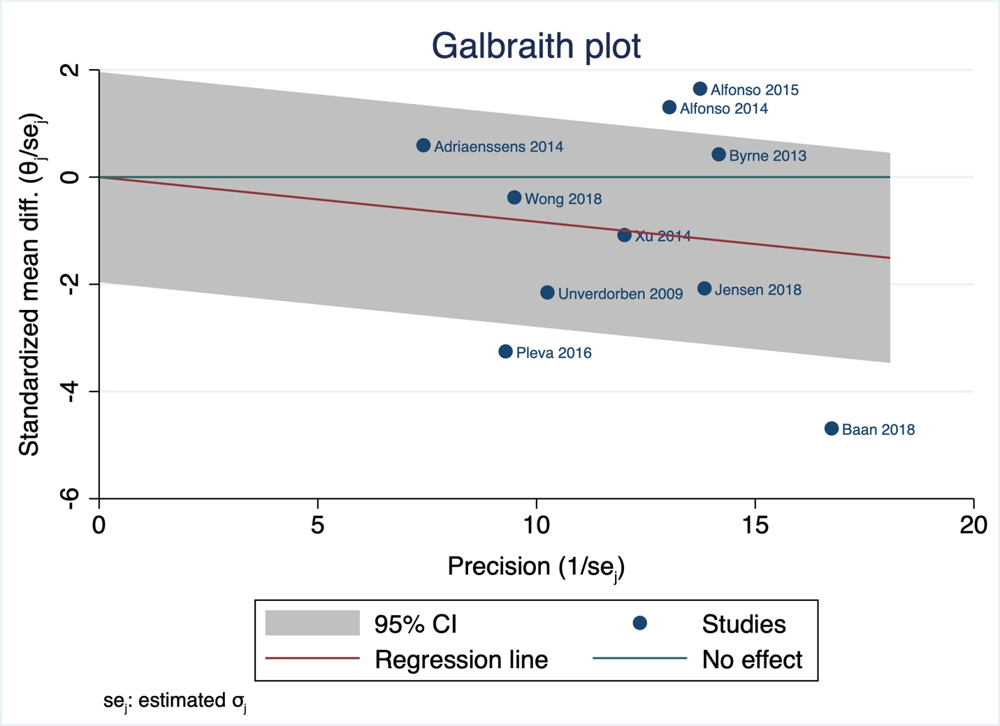 Galbraith plot
Standardized mean diff. (θj/sej)
2
0
-2
-4
-6
Alfonso 2015
Alfonso 2014
Adriaenssens 2014
Byrne 2013
Wong 2018
Xu 2014
Unverdorben 2009
Jensen 2018
Pleva 2016
Baan 2018
0 5 10 15 20
Precision (1/sej)
95% CI Studies
Regression line No effect
sej: estimated σj